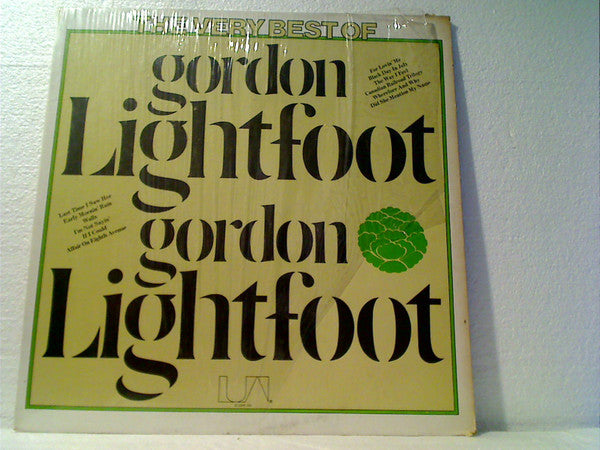 THE VERY BEST OF
gordon
Lightfoot
For Lovin' Me
Black Day In July
The Way I Feel
Canadian Railroad Trilogy
Wherefore And Why
Did She Mention My Name
Last Time I Saw Her
Early Mornin' Rain
Walls
I'm Not Sayin'
If I Could
Affair On Eighth Avenue
gordon
Lightfoot
UA